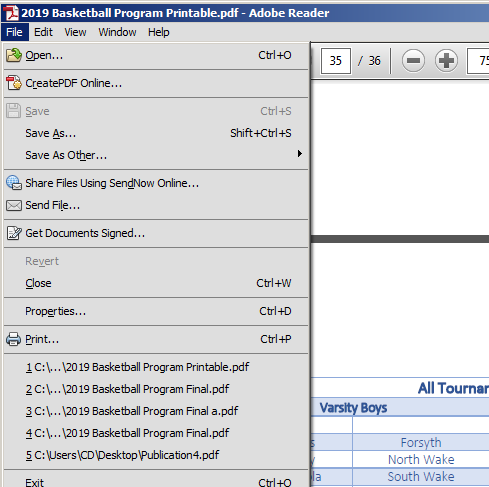 2019 Basketball Program Printable.pdf - Adobe Reader
File Edit View Window Help
Open... Ctrl+O
35 / 36
CreatePDF Online...
Save Ctrl+S
Save As... Shift+Ctrl+S
Save As Other...
Share Files Using SendNow Online...
Send File...
Get Documents Signed...
Revert
Close Ctrl+W
Properties... Ctrl+D
Print... Ctrl+P
1 C:\...\2019 Basketball Program Printable.pdf
2 C:\...\2019 Basketball Program Final.pdf
All Tournar
3 C:\...\2019 Basketball Program Final a.pdf
Varsity Boys
4 C:\...\2019 Basketball Program Final.pdf
Forsyth
5 C:\Users\CD\Desktop\Publication4.pdf
North Wake
South Wake
Exit Ctrl+Q